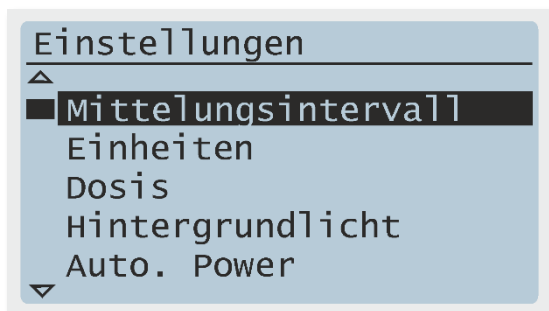 Einstellungen
Mittelungsintervall
Einheiten
Dosis
Hintergrundlicht
Auto. Power